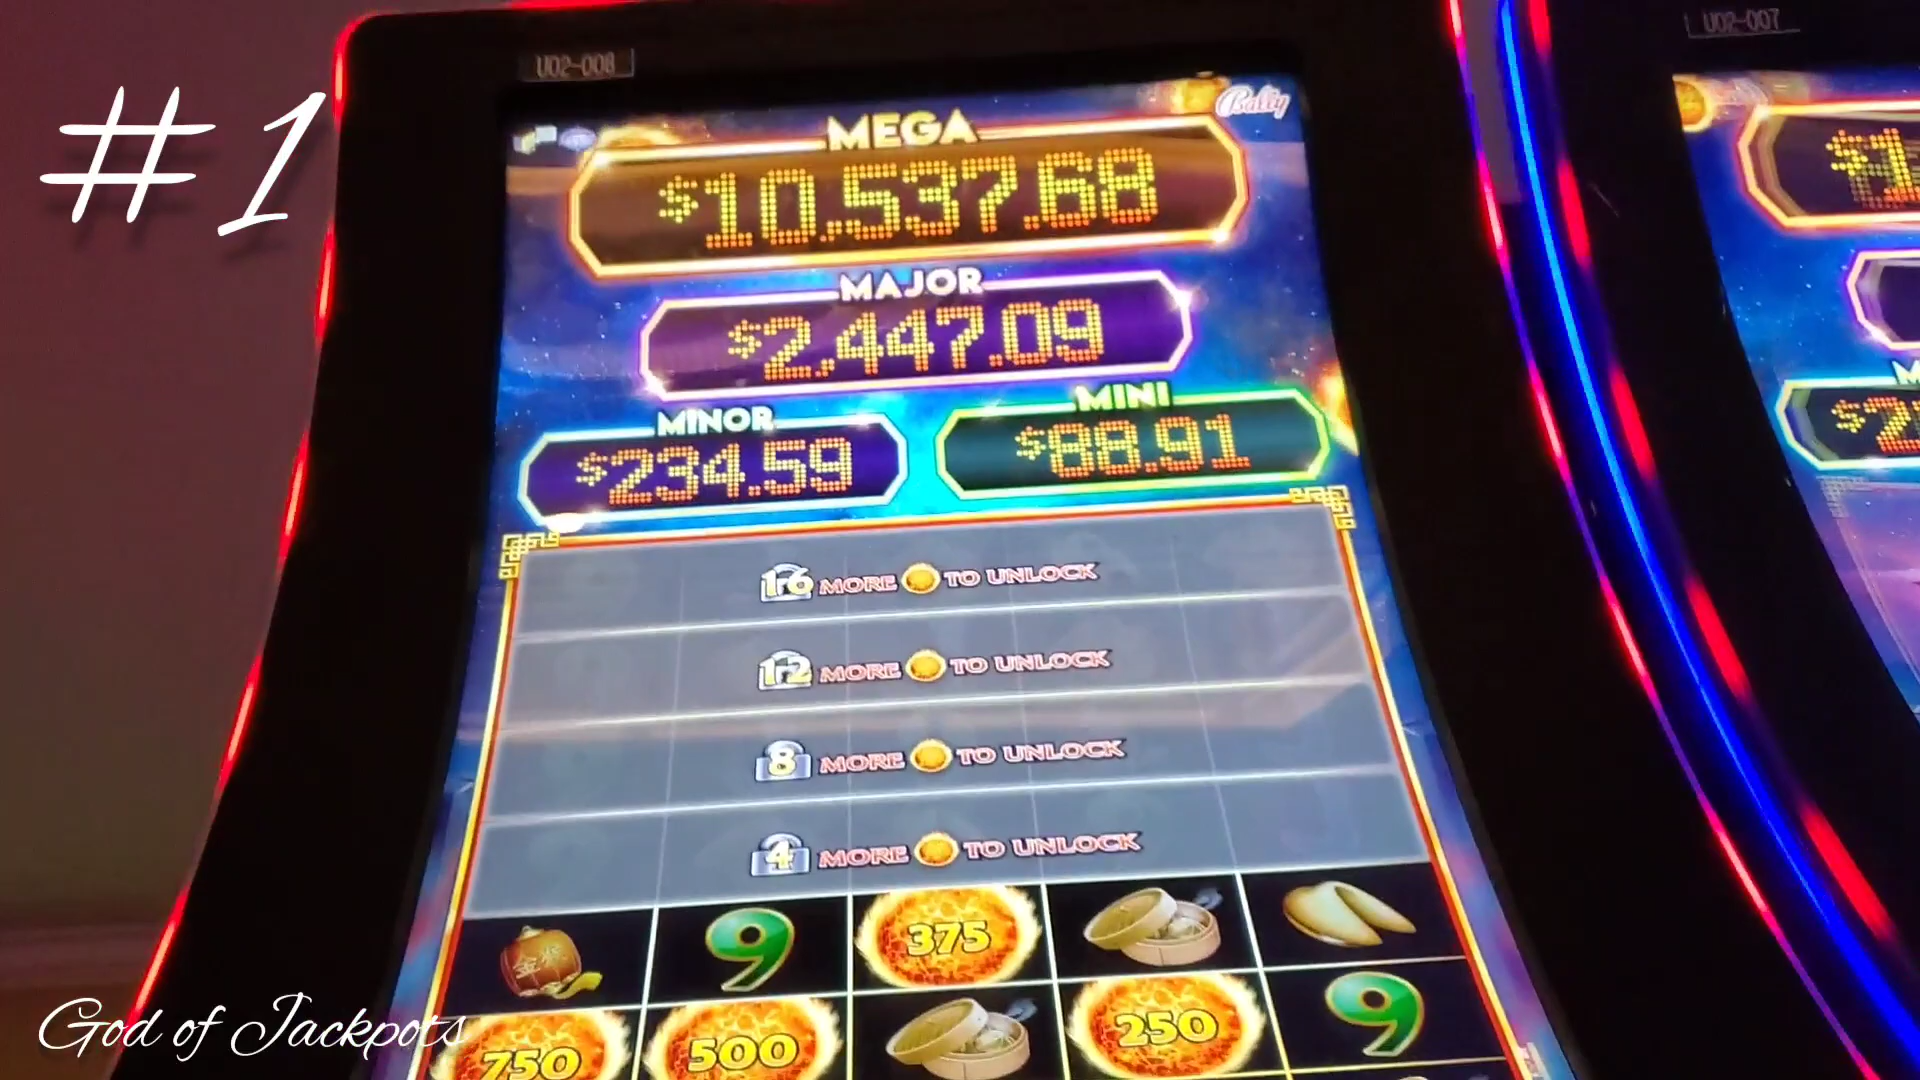 #1
U02-008
U02-007
Bally
MEGA
$10,537.68
MAJOR
$2,447.09
MINOR
$234.59
MINI
$88.91
16 MORE TO UNLOCK
12 MORE TO UNLOCK
8 MORE TO UNLOCK
4 MORE TO UNLOCK
9
375
750
500
250
9
God of Jackpots